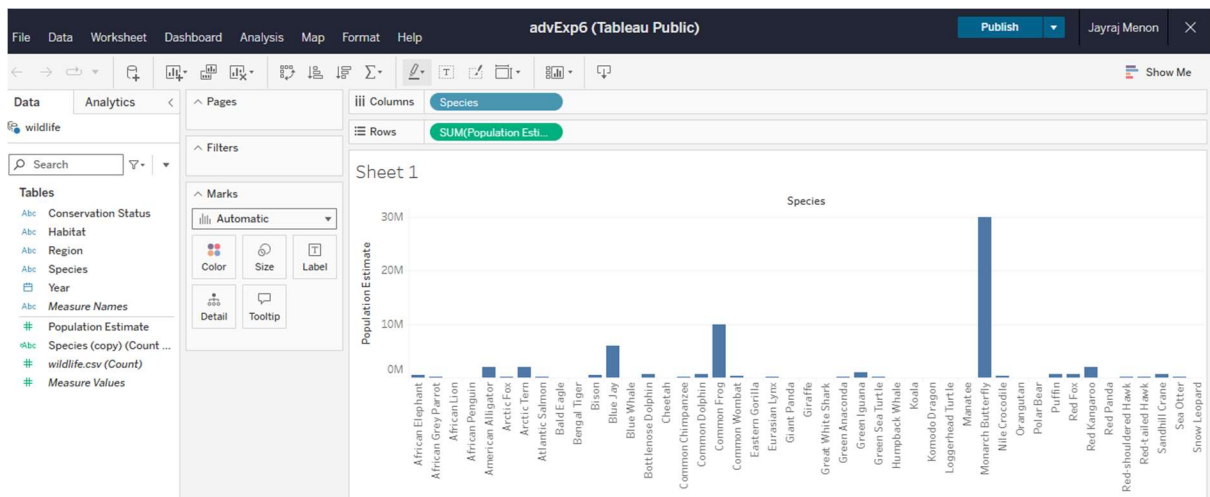 advExp6 (Tableau Public)
Publish
Jayraj Menon
File Data Worksheet Dashboard Analysis Map Format Help
Show Me
Data Analytics
wildlife
Search
Tables
Abc Conservation Status
Abc Habitat
Abc Region
Abc Species
Year
Abc Measure Names
# Population Estimate
Abc Species (copy) (Count ...
# wildlife.csv (Count)
# Measure Values
Pages
Filters
Marks
Automatic
Color Size Label
Detail Tooltip
Columns Species
Rows SUM(Population Esti...
Sheet 1
Species
Population Estimate
30M
20M
10M
0M
African Elephant
African Grey Parrot
African Lion
African Penguin
American Alligator
Arctic Fox
Arctic Tern
Atlantic Salmon
Bald Eagle
Bengal Tiger
Bison
Blue Jay
Blue Whale
Bottlenose Dolphin
Cheetah
Common Chimpanzee
Common Dolphin
Common Frog
Common Wombat
Eastern Gorilla
Eurasian Lynx
Giant Panda
Giraffe
Great White Shark
Green Anaconda
Green Iguana
Green Sea Turtle
Humpback Whale
Koala
Komodo Dragon
Loggerhead Turtle
Manatee
Monarch Butterfly
Nile Crocodile
Orangutan
Polar Bear
Puffin
Red Fox
Red Kangaroo
Red Panda
Red-shouldered Hawk
Red-tailed Hawk
Sandhill Crane
Sea Otter
Snow Leopard